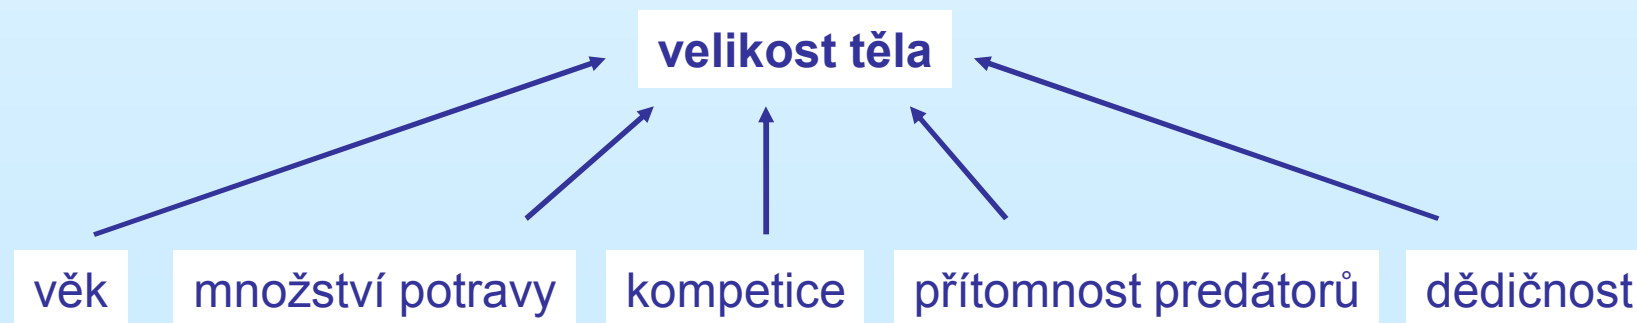 velikost těla
věk
množství potravy
kompetice
přítomnost predátorů
dědičnost